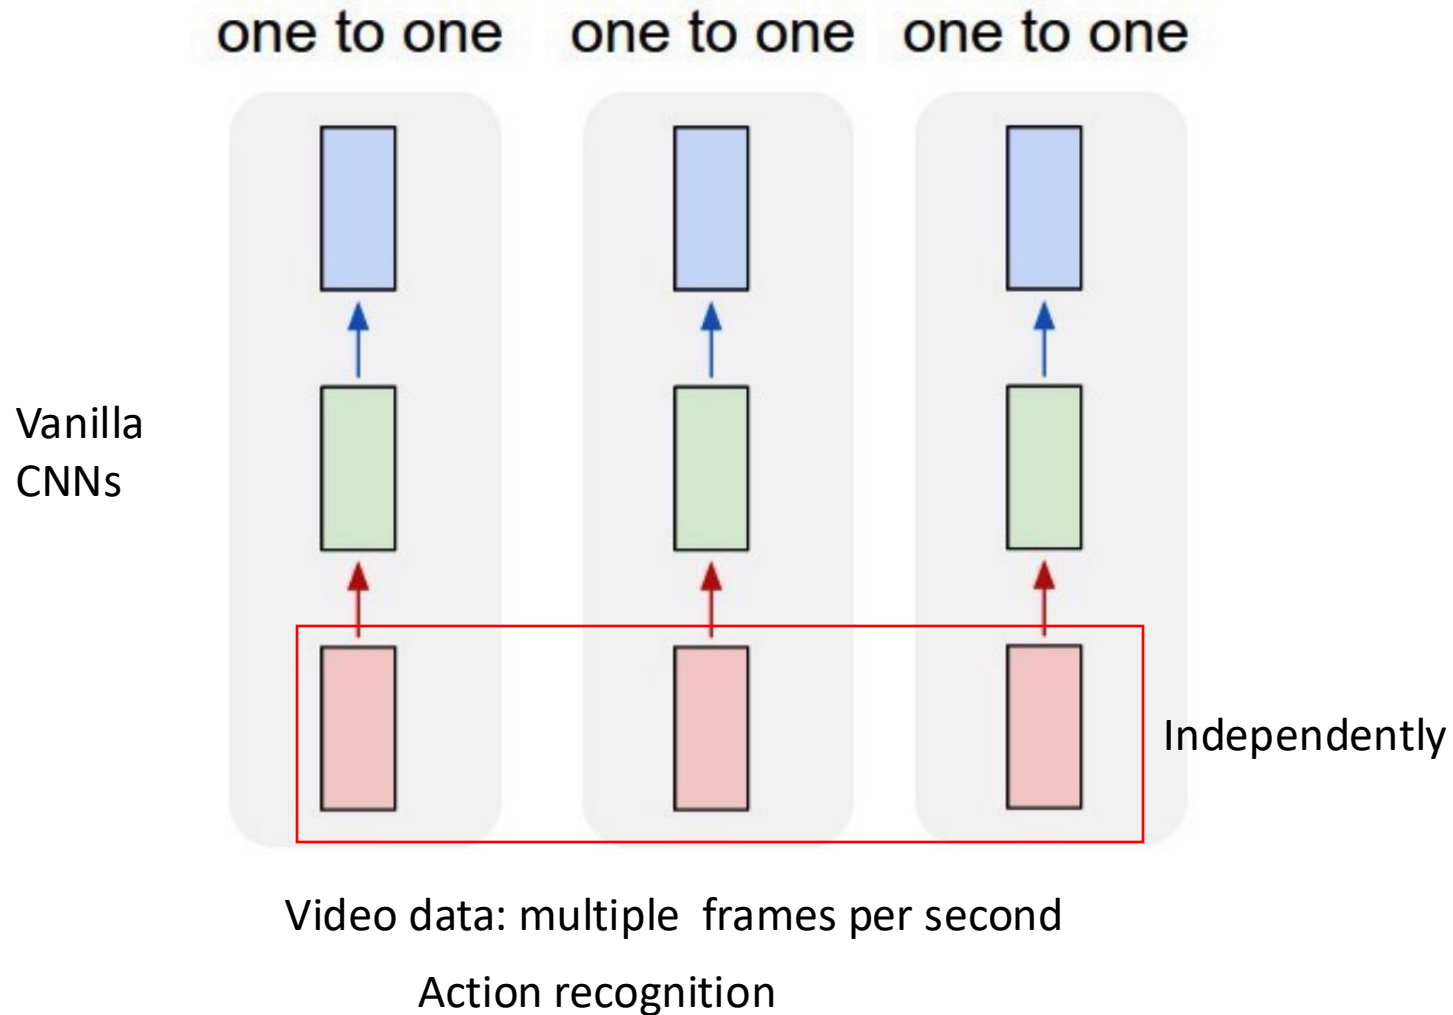 one to one one to one one to one
Vanilla
CNNs
Independently
Video data: multiple frames per second
Action recognition